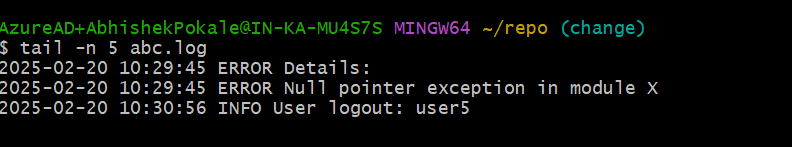 AzureAD+AbhishekPokale@IN-KA-MU4S7S MINGW64 ~/repo (change)
$ tail -n 5 abc.log
2025-02-20 10:29:45 ERROR Details:
2025-02-20 10:29:45 ERROR Null pointer exception in module X
2025-02-20 10:30:56 INFO User logout: user5